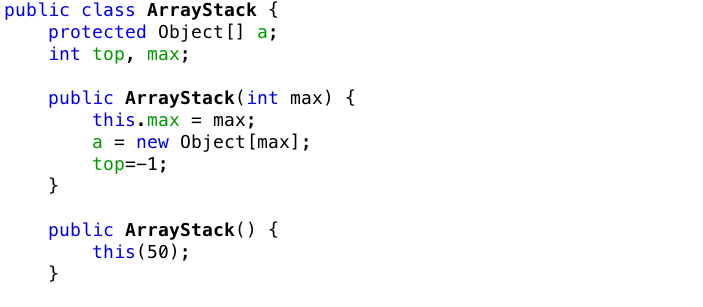 public class ArrayStack {
    protected Object[] a;
    int top, max;

    public ArrayStack(int max) {
        this.max = max;
        a = new Object[max];
        top=-1;
    }

    public ArrayStack() {
        this(50);
    }